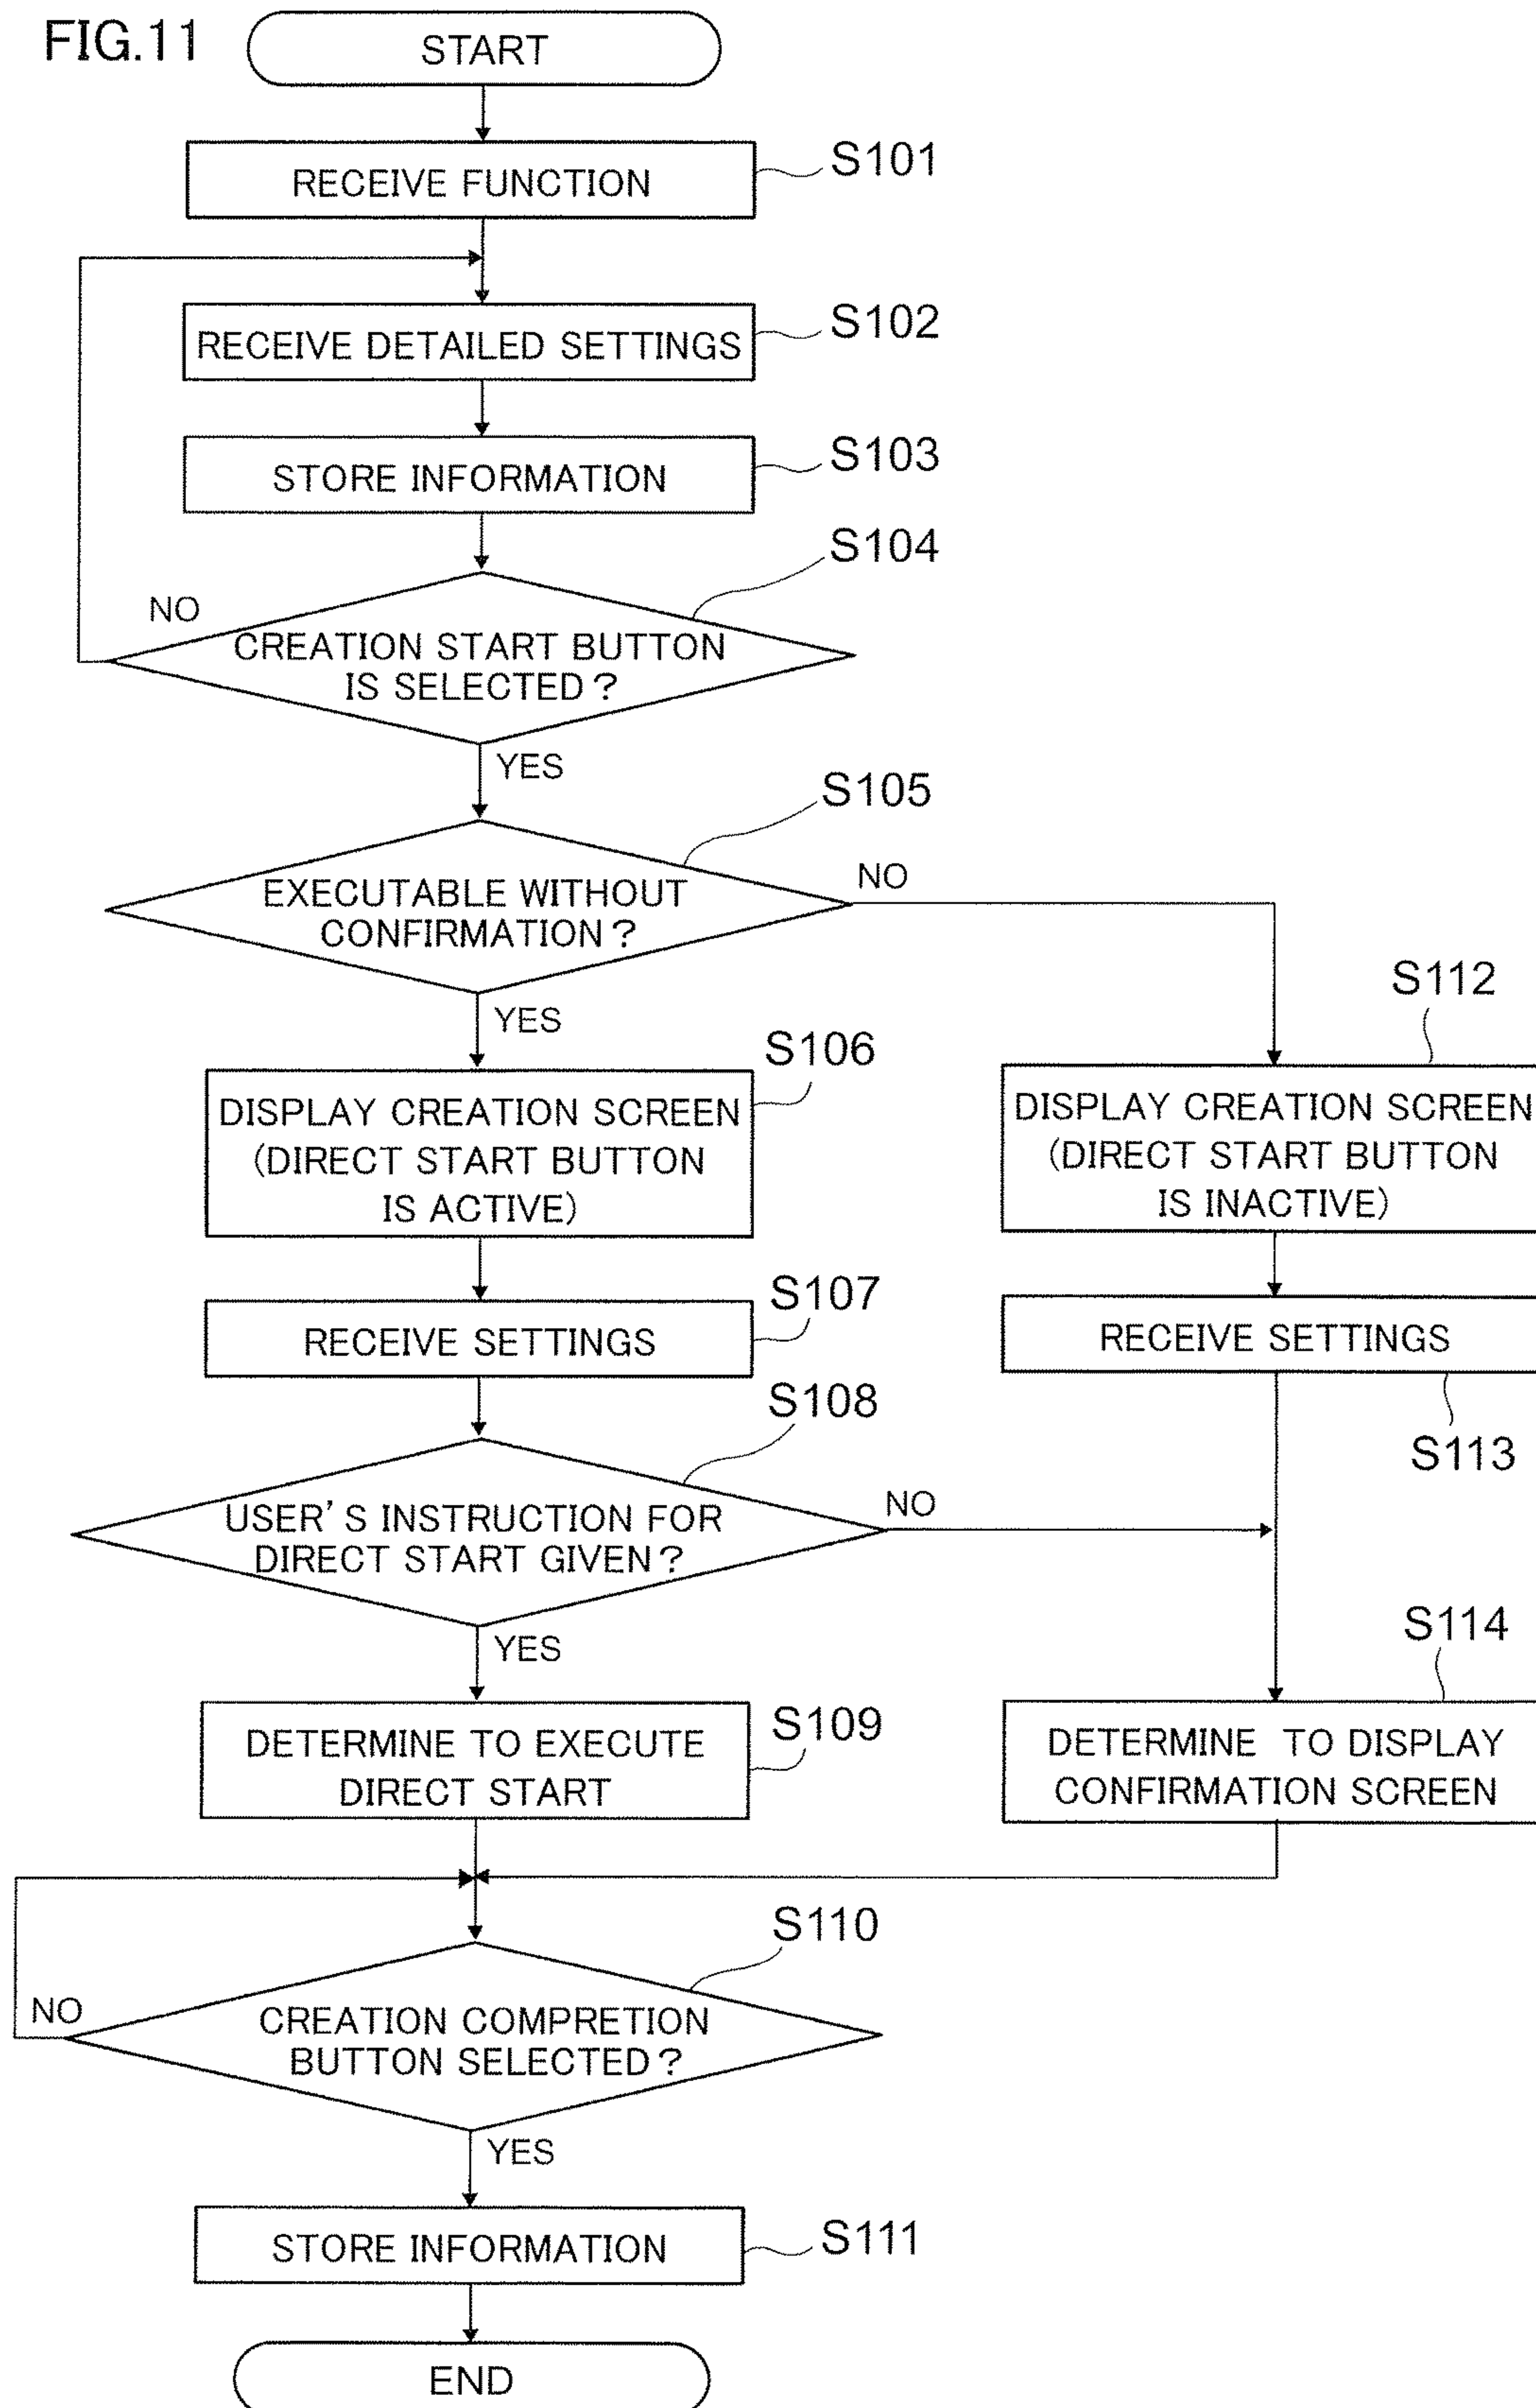 FIG.11
START
RECEIVE FUNCTION
S101
RECEIVE DETAILED SETTINGS
S102
STORE INFORMATION
S103
S104
NO
CREATION START BUTTON
IS SELECTED?
YES
S105
EXECUTABLE WITHOUT
CONFIRMATION?
NO
YES
S106
DISPLAY CREATION SCREEN
(DIRECT START BUTTON
IS ACTIVE)
S112
DISPLAY CREATION SCREEN
(DIRECT START BUTTON
IS INACTIVE)
S107
RECEIVE SETTINGS
RECEIVE SETTINGS
S113
S108
USER'S INSTRUCTION FOR
DIRECT START GIVEN?
NO
YES
S114
DETERMINE TO EXECUTE
DIRECT START
S109
DETERMINE TO DISPLAY
CONFIRMATION SCREEN
S110
NO
CREATION COMPRETION
BUTTON SELECTED?
YES
STORE INFORMATION
S111
END